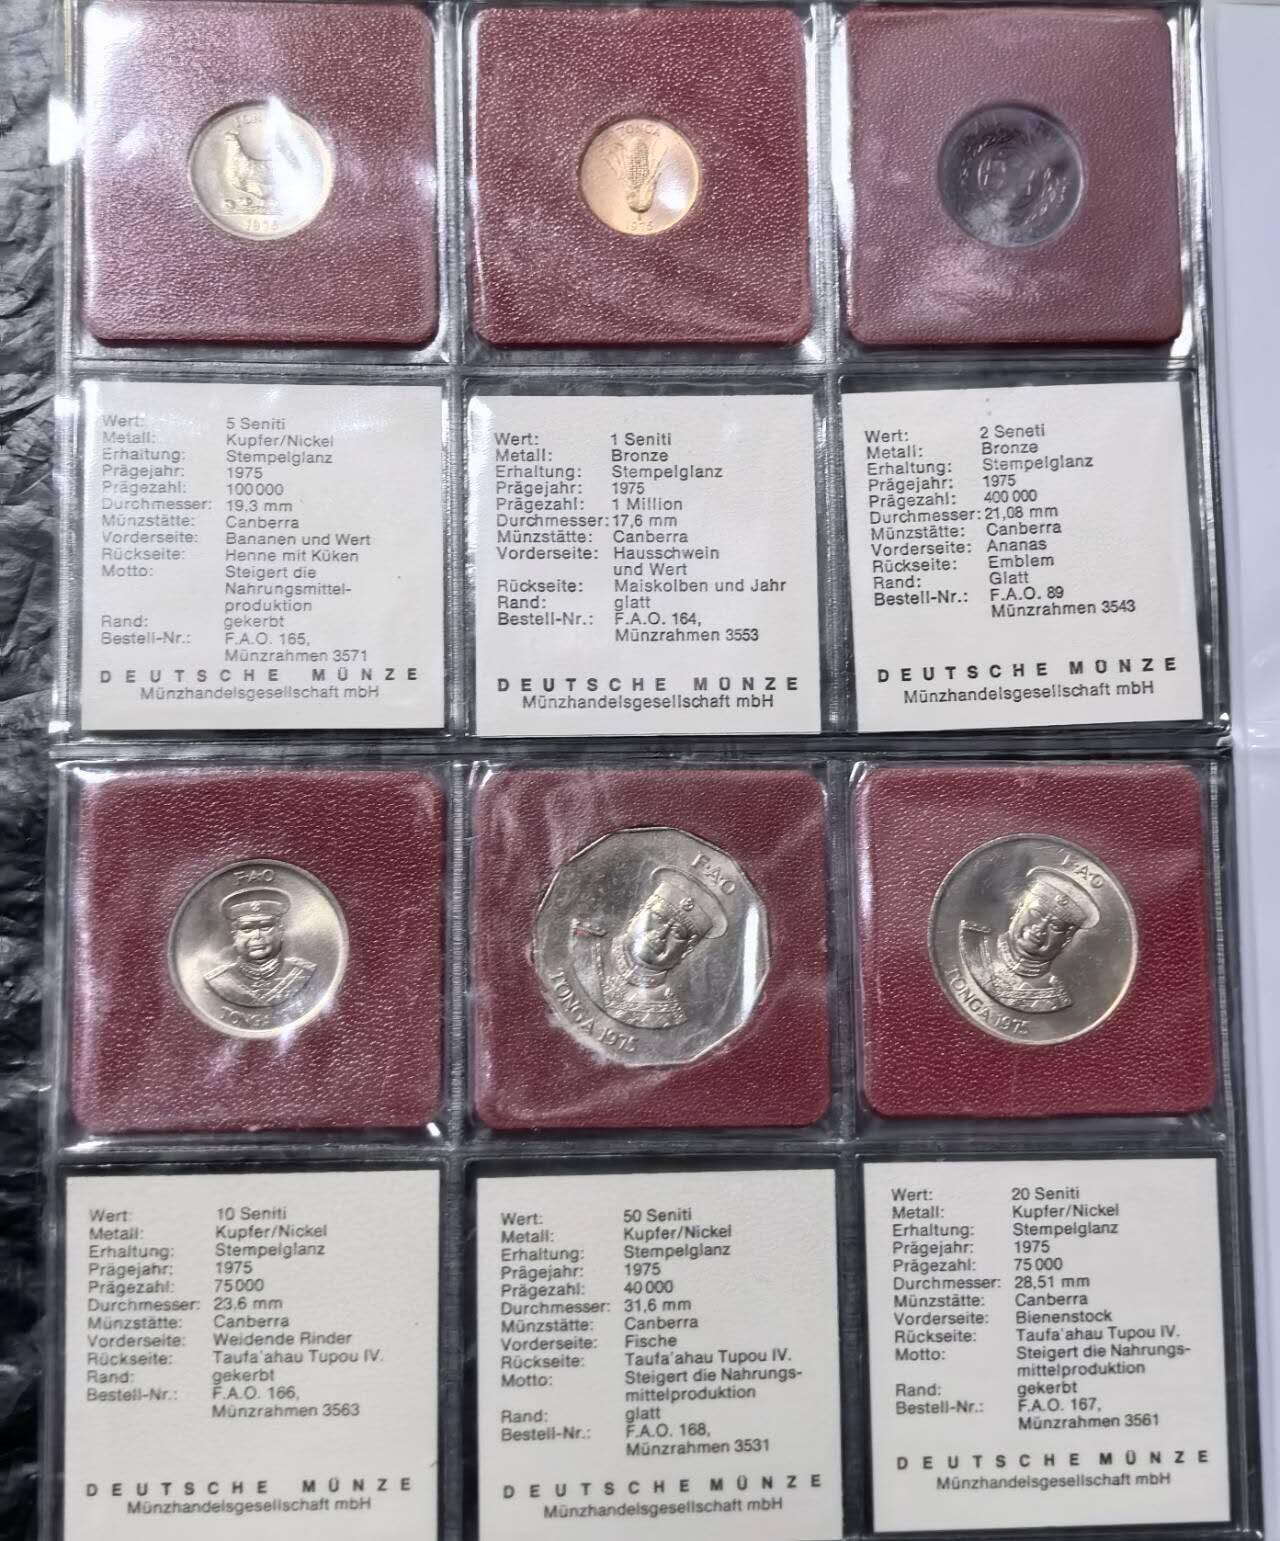 TONGA
1975
TONGA
1975
Wert: 5 Seniti
Metall: Kupfer/Nickel
Erhaltung: Stempelglanz
Prägejahr: 1975
Prägezahl: 100000
Durchmesser: 19,3 mm
Münzstätte: Canberra
Vorderseite: Bananen und Wert
Rückseite: Henne mit Küken
Motto: Steigert die
Nahrungsmittel-
produktion
Rand: gekerbt
Bestell-Nr.: F.A.O. 165,
Münzrahmen 3571
DEUTSCHE MÜNZE
Münzhandelsgesellschaft mbH
Wert: 1 Seniti
Metall: Bronze
Erhaltung: Stempelglanz
Prägejahr: 1975
Prägezahl: 1 Million
Durchmesser: 17,6 mm
Münzstätte: Canberra
Vorderseite: Hausschwein
und Wert
Rückseite: Maiskolben und Jahr
Rand: glatt
Bestell-Nr.: F.A.O. 164,
Münzrahmen 3553
DEUTSCHE MÜNZE
Münzhandelsgesellschaft mbH
Wert: 2 Seneti
Metall: Bronze
Erhaltung: Stempelglanz
Prägejahr: 1975
Prägezahl: 400 000
Durchmesser: 21,08 mm
Münzstätte: Canberra
Vorderseite: Ananas
Rückseite: Emblem
Rand: Glatt
Bestell-Nr.: F.A.O. 89
Münzrahmen 3543
DEUTSCHE MÜNZE
Münzhandelsgesellschaft mbH
F·A·O
TONGA
F·A·O
TONGA 1975
F·A·O
TONGA 1975
Wert: 10 Seniti
Metall: Kupfer/Nickel
Erhaltung: Stempelglanz
Prägejahr: 1975
Prägezahl: 75000
Durchmesser: 23,6 mm
Münzstätte: Canberra
Vorderseite: Weidende Rinder
Rückseite: Taufa'ahau Tupou IV.
Rand: gekerbt
Bestell-Nr.: F.A.O. 166,
Münzrahmen 3563
DEUTSCHE MÜNZE
Münzhandelsgesellschaft mbH
Wert: 50 Seniti
Metall: Kupfer/Nickel
Erhaltung: Stempelglanz
Prägejahr: 1975
Prägezahl: 40000
Durchmesser: 31,6 mm
Münzstätte: Canberra
Vorderseite: Fische
Rückseite: Taufa'ahau Tupou IV.
Motto: Steigert die Nahrungs-
mittelproduktion
Rand: glatt
Bestell-Nr.: F.A.O. 168,
Münzrahmen 3531
DEUTSCHE MÜNZE
Münzhandelsgesellschaft mbH
Wert: 20 Seniti
Metall: Kupfer/Nickel
Erhaltung: Stempelglanz
Prägejahr: 1975
Prägezahl: 75000
Durchmesser: 28,51 mm
Münzstätte: Canberra
Vorderseite: Bienenstock
Rückseite: Taufa'ahau Tupou IV.
Motto: Steigert die Nahrungs-
mittelproduktion
Rand: gekerbt
Bestell-Nr.: F.A.O. 167,
Münzrahmen 3561
DEUTSCHE MÜNZE
Münzhandelsgesellschaft mbH